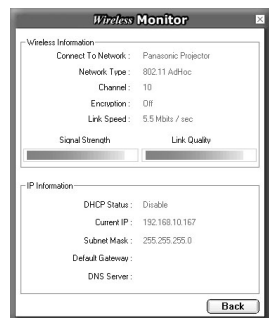 Wireless Monitor
Wireless Information
Connect To Network : Panasonic Projector
Network Type : 802.11 AdHoc
Channel : 10
Encryption : Off
Link Speed : 5.5 Mbits / sec
Signal Strength Link Quality
IP Information
DHCP Status : Disable
Current IP : 192.168.10.167
Subnet Mask : 255.255.255.0
Default Gateway :
DNS Server :
Back